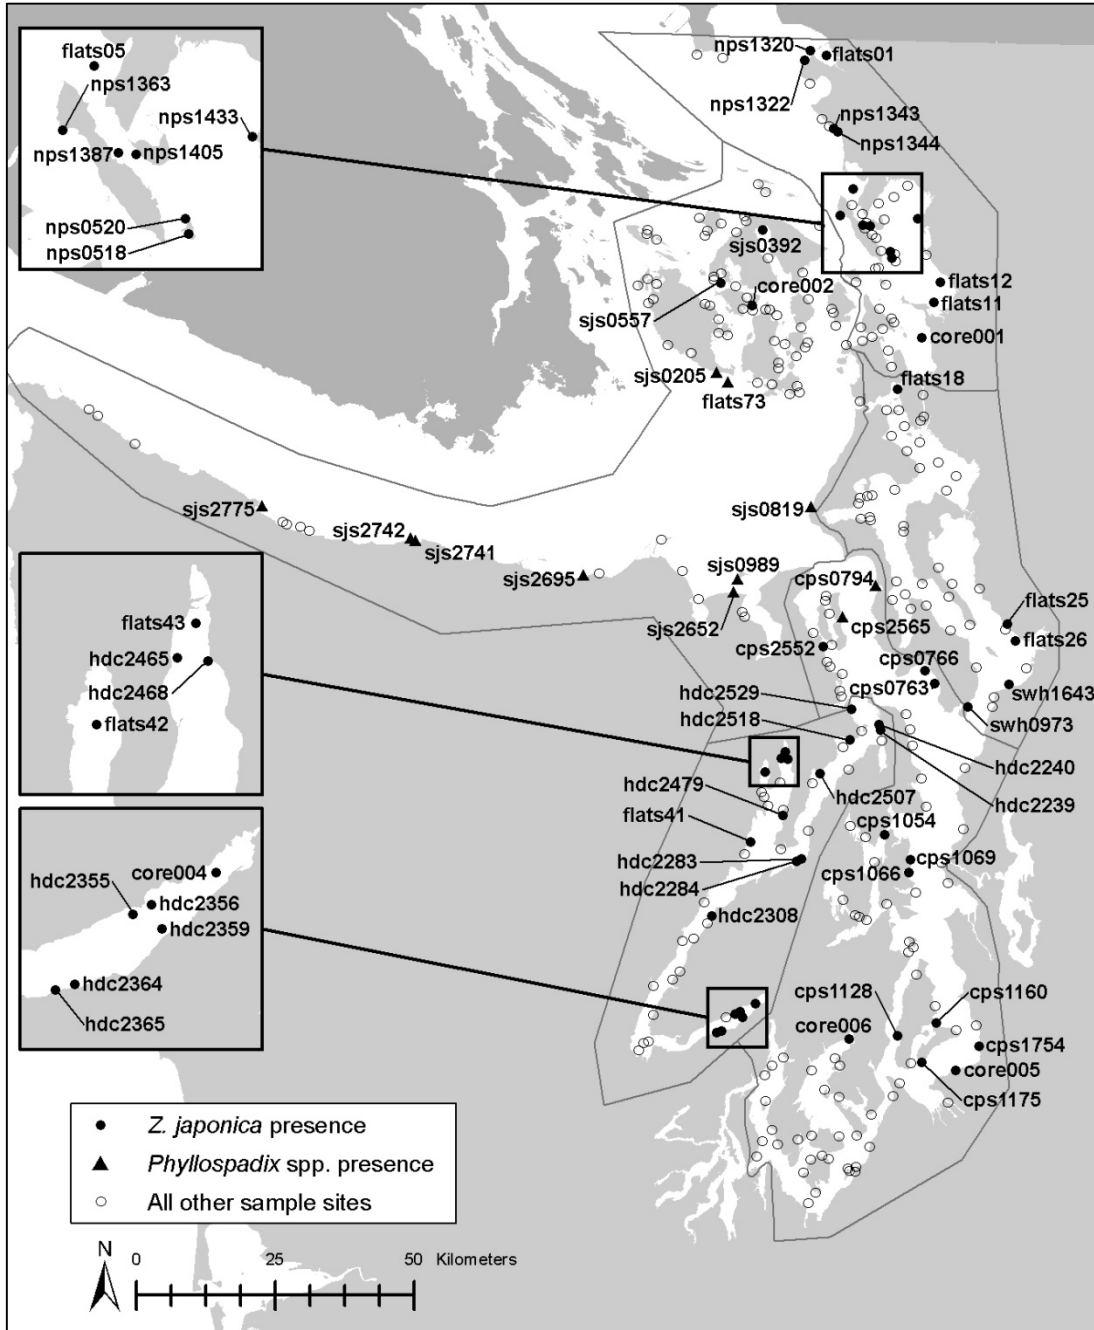 flats05
nps1363
nps1433
nps1387
nps1405
nps0520
nps0518
nps1320
flats01
nps1322
nps1343
nps1344
sjs0392
core002
sjs0557
flats12
flats11
core001
sjs0205
flats73
flats18
sjs2775
sjs2742
sjs2741
sjs2695
sjs0819
sjs0989
sjs2652
cps0794
cps2565
cps2552
flats25
flats26
cps0766
cps0763
swh1643
swh0973
flats43
hdc2465
hdc2468
flats42
hdc2529
hdc2518
hdc2240
hdc2239
hdc2479
hdc2507
flats41
cps1054
hdc2283
hdc2284
cps1069
cps1066
hdc2308
core004
hdc2355
hdc2356
hdc2359
hdc2364
hdc2365
cps1128
cps1160
core006
cps1754
core005
cps1175
Z. japonica presence
Phyllospadix spp. presence
All other sample sites
N
0 25 50 Kilometers